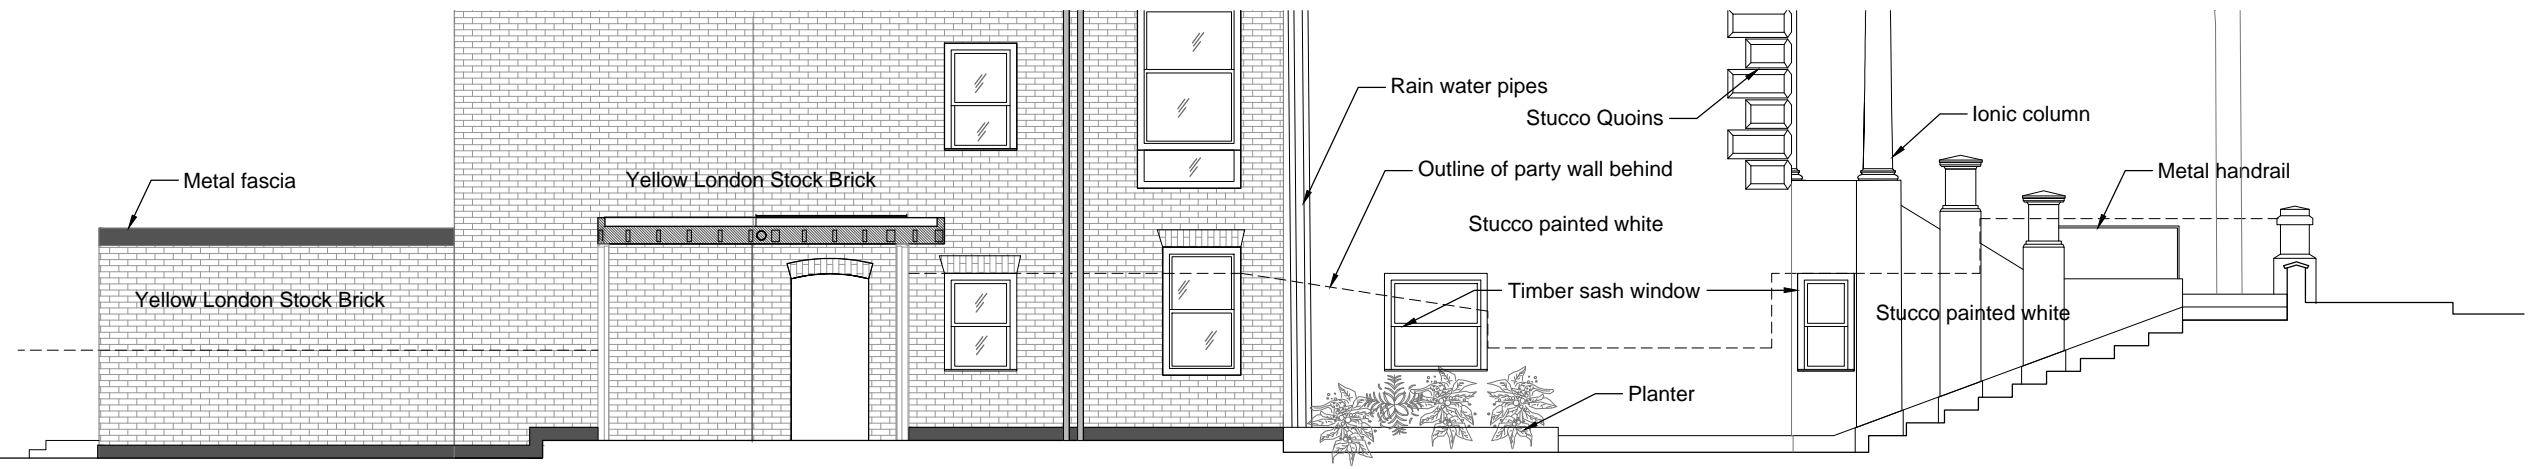 Rain water pipes
Stucco Quoins
Ionic column
Outline of party wall behind
Metal handrail
Metal fascia
Yellow London Stock Brick
Stucco painted white
Yellow London Stock Brick
Timber sash window
Stucco painted white
Planter